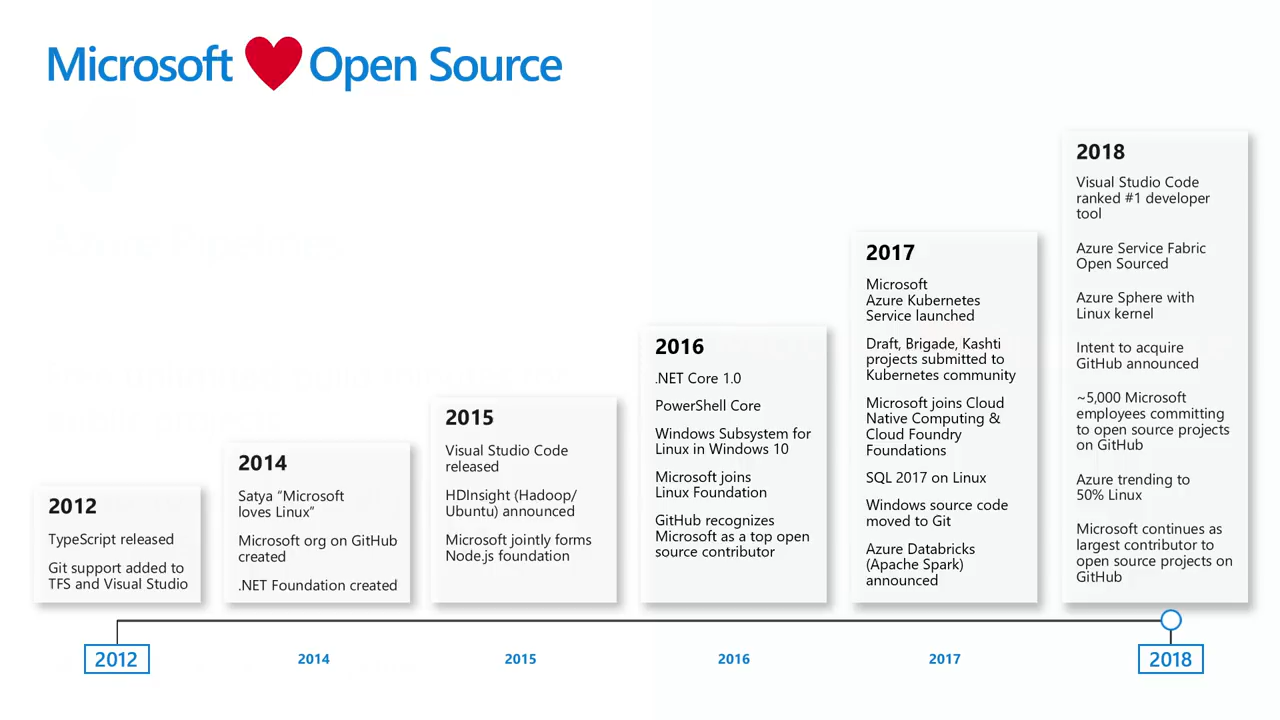 Microsoft Open Source
2012
TypeScript released
Git support added to
TFS and Visual Studio
2014
Satya “Microsoft
loves Linux”
Microsoft org on GitHub
created
.NET Foundation created
2015
Visual Studio Code
released
HDInsight (Hadoop/
Ubuntu) announced
Microsoft jointly forms
Node.js foundation
2016
.NET Core 1.0
PowerShell Core
Windows Subsystem for
Linux in Windows 10
Microsoft joins
Linux Foundation
GitHub recognizes
Microsoft as a top open
source contributor
2017
Microsoft
Azure Kubernetes
Service launched
Draft, Brigade, Kashti
projects submitted to
Kubernetes community
Microsoft joins Cloud
Native Computing &
Cloud Foundry
Foundations
SQL 2017 on Linux
Windows source code
moved to Git
Azure Databricks
(Apache Spark)
announced
2018
Visual Studio Code
ranked #1 developer
tool
Azure Service Fabric
Open Sourced
Azure Sphere with
Linux kernel
Intent to acquire
GitHub announced
~5,000 Microsoft
employees committing
to open source projects
on GitHub
Azure trending to
50% Linux
Microsoft continues as
largest contributor to
open source projects on
GitHub
2012
2014
2015
2016
2017
2018
Azure Pipelines